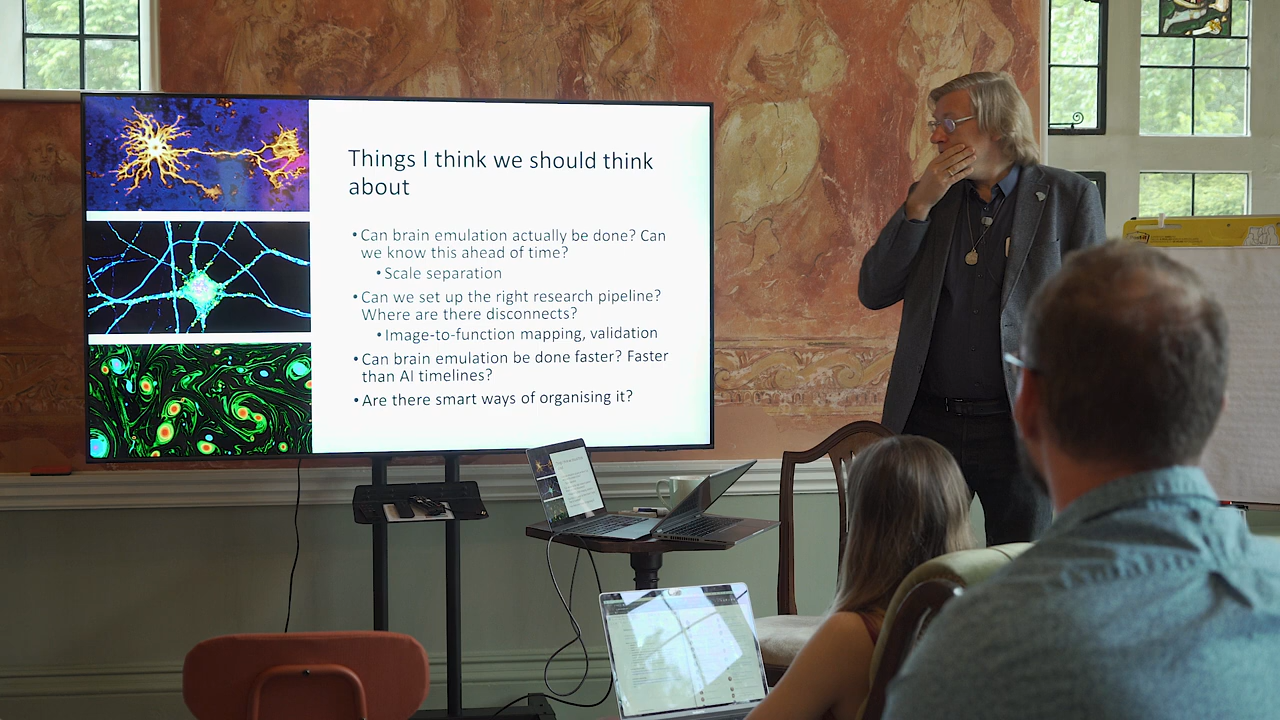 Things I think we should think
about
• Can brain emulation actually be done? Can
we know this ahead of time?
• Scale separation
• Can we set up the right research pipeline?
Where are there disconnects?
• Image-to-function mapping, validation
• Can brain emulation be done faster? Faster
than AI timelines?
• Are there smart ways of organising it?